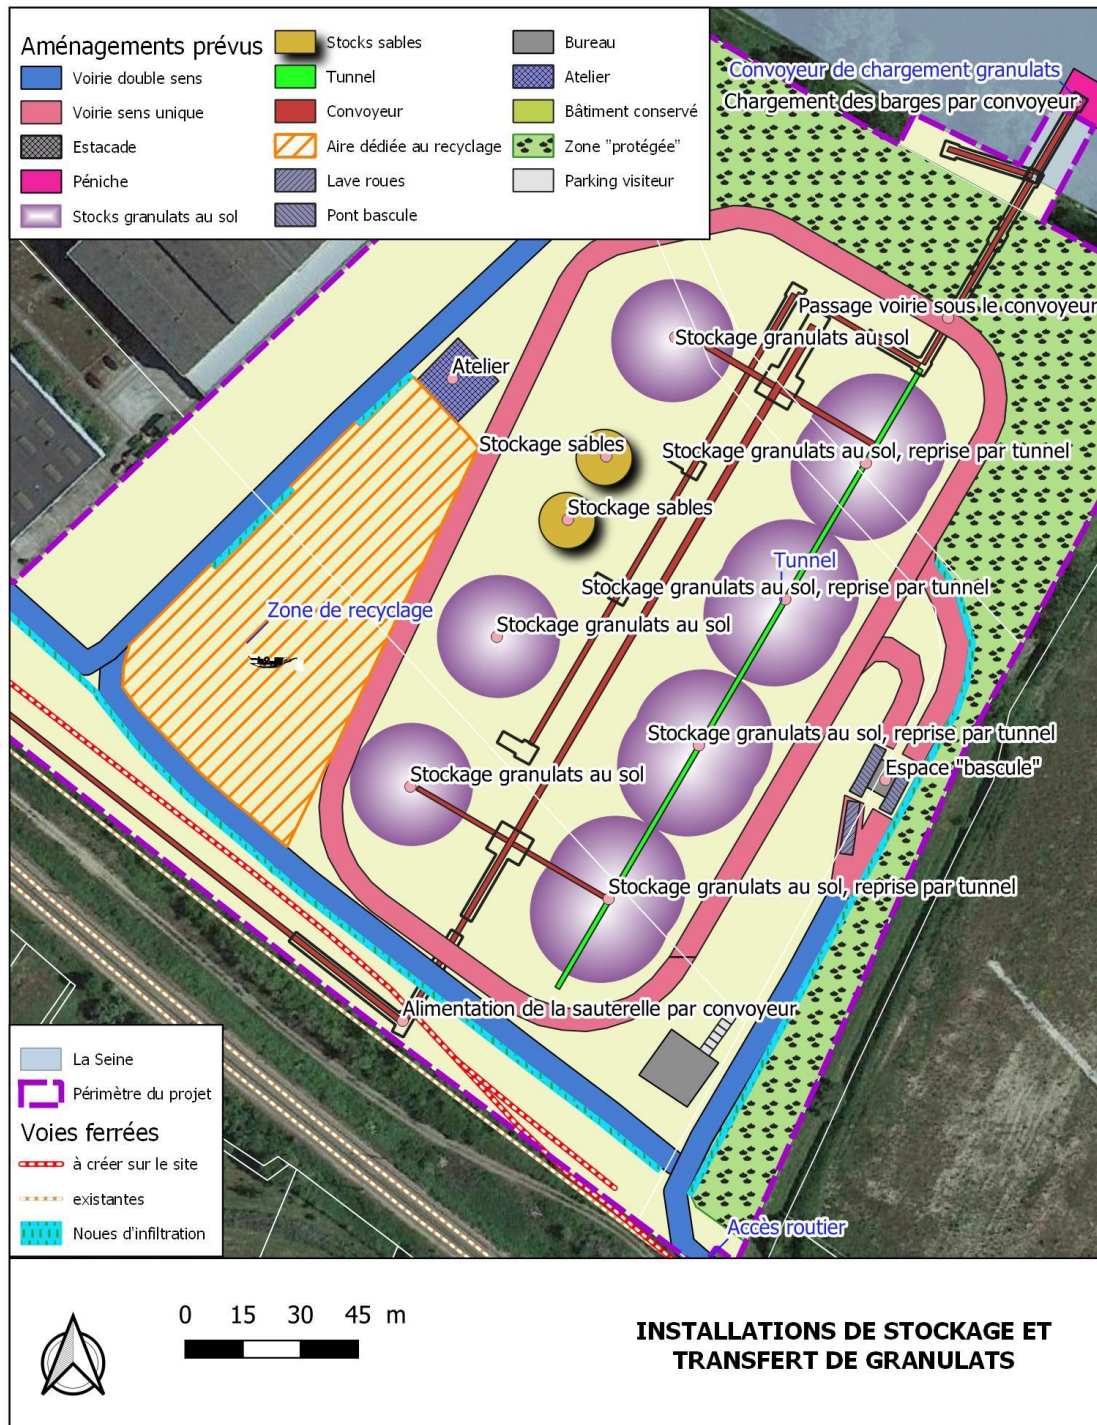 Aménagements prévus
Voirie double sens
Voirie sens unique
Estacade
Péniche
Stocks granulats au sol
Stocks sables
Tunnel
Convoyeur
Aire dédiée au recyclage
Lave roues
Pont bascule
Bureau
Atelier
Bâtiment conservé
Zone "protégée"
Parking visiteur
Convoyeur de chargement granulats
Chargement des barges par convoyeur
Passage voirie sous le convoyeur
Stockage granulats au sol
Atelier
Stockage sables
Stockage granulats au sol, reprise par tunnel
Stockage sables
Tunnel
Stockage granulats au sol, reprise par tunnel
Zone de recyclage
Stockage granulats au sol
Stockage granulats au sol, reprise par tunnel
Espace "bascule"
Stockage granulats au sol
Stockage granulats au sol, reprise par tunnel
Alimentation de la sauterelle par convoyeur
Accès routier
La Seine
Périmètre du projet
Voies ferrées
à créer sur le site
existantes
Noues d'infiltration
0 15 30 45 m
INSTALLATIONS DE STOCKAGE ET
TRANSFERT DE GRANULATS